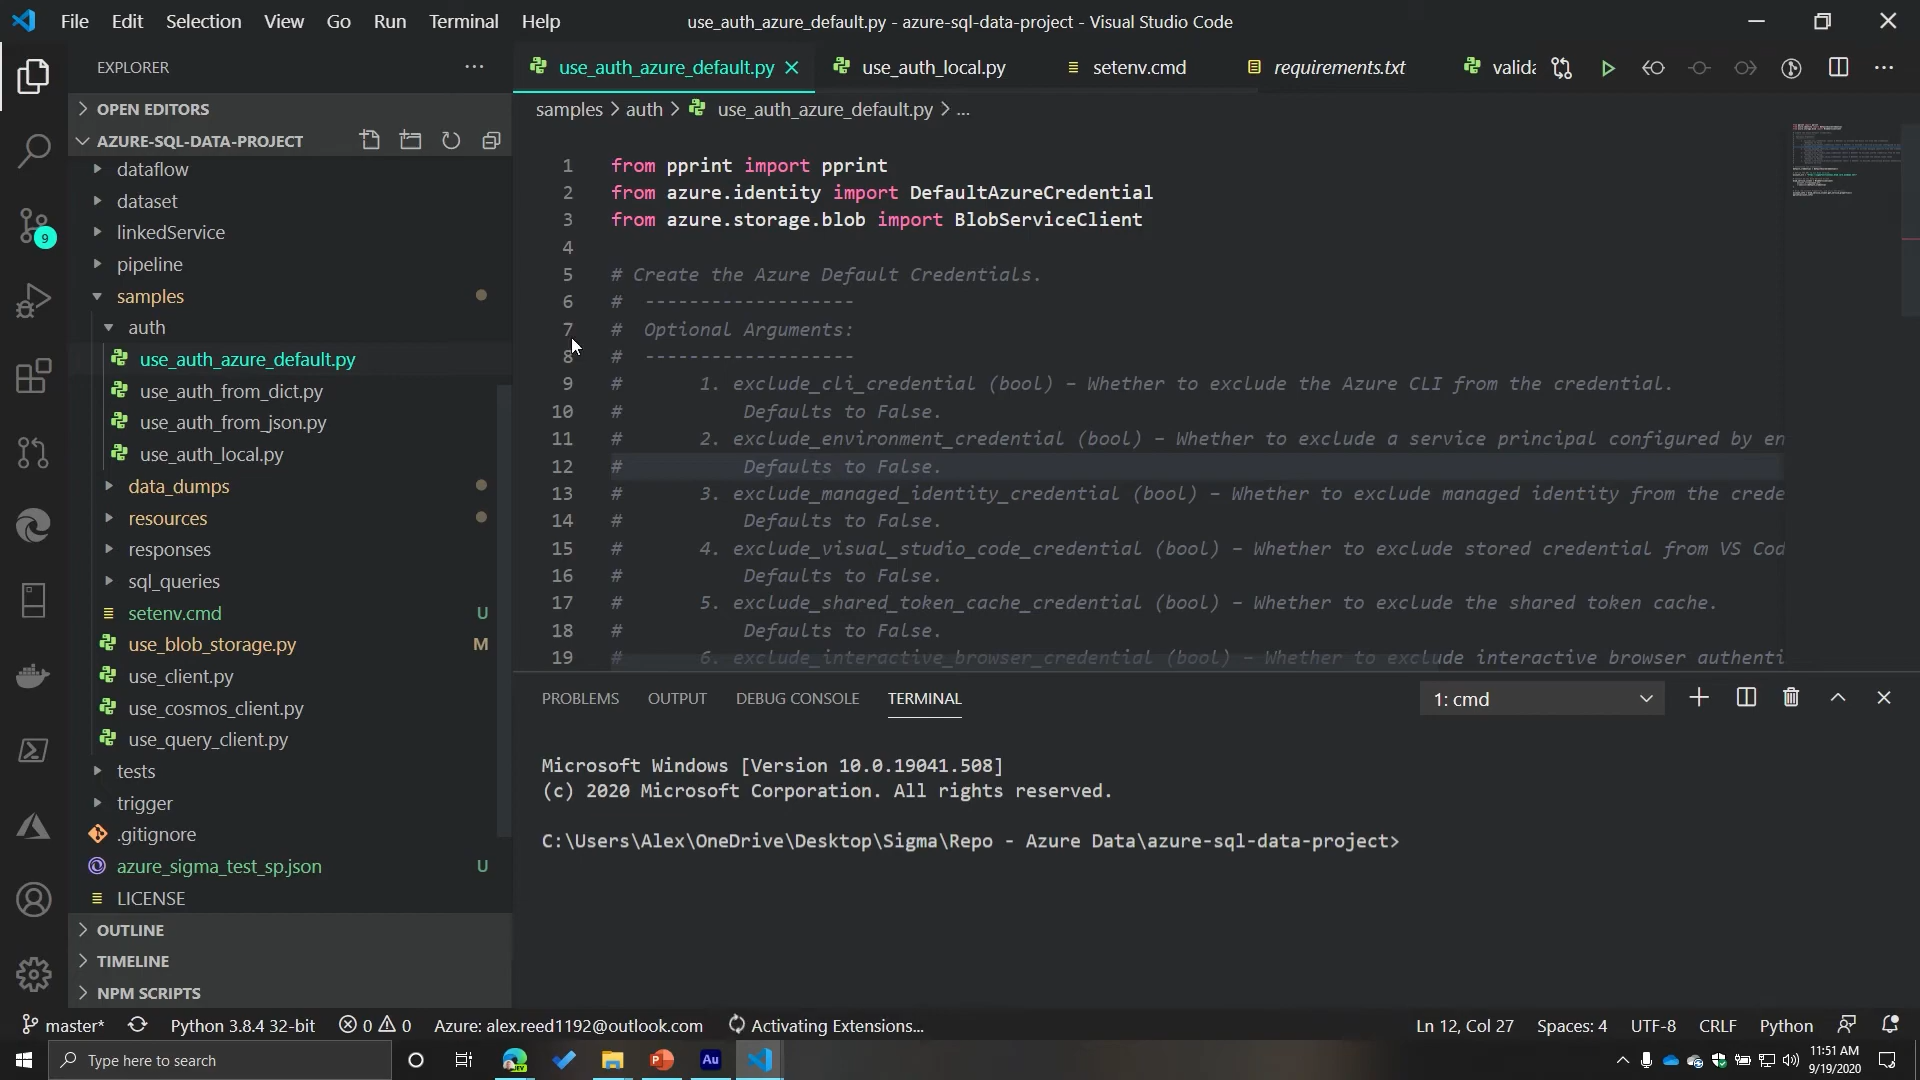 File Edit Selection View Go Run Terminal Help
use_auth_azure_default.py - azure-sql-data-project - Visual Studio Code
EXPLORER
OPEN EDITORS
AZURE-SQL-DATA-PROJECT
dataflow
dataset
linkedService
pipeline
samples
auth
use_auth_azure_default.py
use_auth_from_dict.py
use_auth_from_json.py
use_auth_local.py
data_dumps
resources
responses
sql_queries
setenv.cmd U
use_blob_storage.py M
use_client.py
use_cosmos_client.py
use_query_client.py
tests
trigger
.gitignore
azure_sigma_test_sp.json U
LICENSE
OUTLINE
TIMELINE
NPM SCRIPTS
9
use_auth_azure_default.py use_auth_local.py setenv.cmd requirements.txt valida
samples > auth > use_auth_azure_default.py > ...
1 from pprint import pprint
2 from azure.identity import DefaultAzureCredential
3 from azure.storage.blob import BlobServiceClient
4
5 # Create the Azure Default Credentials.
6 # -------------------
7 # Optional Arguments:
8 # -------------------
9 # 1. exclude_cli_credential (bool) – Whether to exclude the Azure CLI from the credential.
10 # Defaults to False.
11 # 2. exclude_environment_credential (bool) – Whether to exclude a service principal configured by en
12 # Defaults to False.
13 # 3. exclude_managed_identity_credential (bool) – Whether to exclude managed identity from the crede
14 # Defaults to False.
15 # 4. exclude_visual_studio_code_credential (bool) – Whether to exclude stored credential from VS Cod
16 # Defaults to False.
17 # 5. exclude_shared_token_cache_credential (bool) – Whether to exclude the shared token cache.
18 # Defaults to False.
19 # 6. exclude_interactive_browser_credential (bool) – Whether to exclude interactive browser authenti
PROBLEMS OUTPUT DEBUG CONSOLE TERMINAL
1: cmd
Microsoft Windows [Version 10.0.19041.508]
(c) 2020 Microsoft Corporation. All rights reserved.
C:\Users\Alex\OneDrive\Desktop\Sigma\Repo - Azure Data\azure-sql-data-project>
master* Python 3.8.4 32-bit 0 0 Azure: alex.reed1192@outlook.com Activating Extensions...
Ln 12, Col 27 Spaces: 4 UTF-8 CRLF Python
Type here to search
Au
11:51 AM
9/19/2020